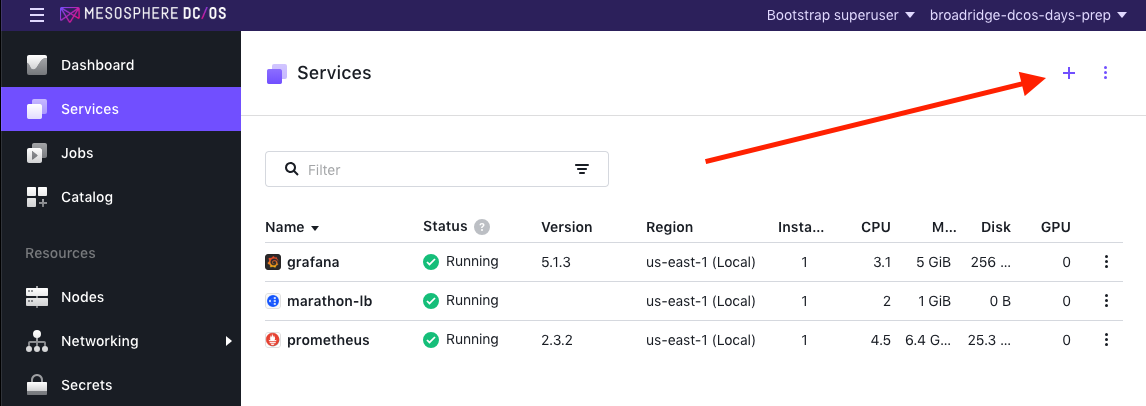 MESOSPHERE DC/OS
Bootstrap superuser
broadridge-dcos-days-prep
Dashboard
Services
Jobs
Catalog
Resources
Nodes
Networking
Secrets
Services
Filter
Name Status ? Version Region Insta... CPU M... Disk GPU
grafana Running 5.1.3 us-east-1 (Local) 1 3.1 5 GiB 256 ... 0
marathon-lb Running us-east-1 (Local) 1 2 1 GiB 0 B 0
prometheus Running 2.3.2 us-east-1 (Local) 1 4.5 6.4 G... 25.3 ... 0